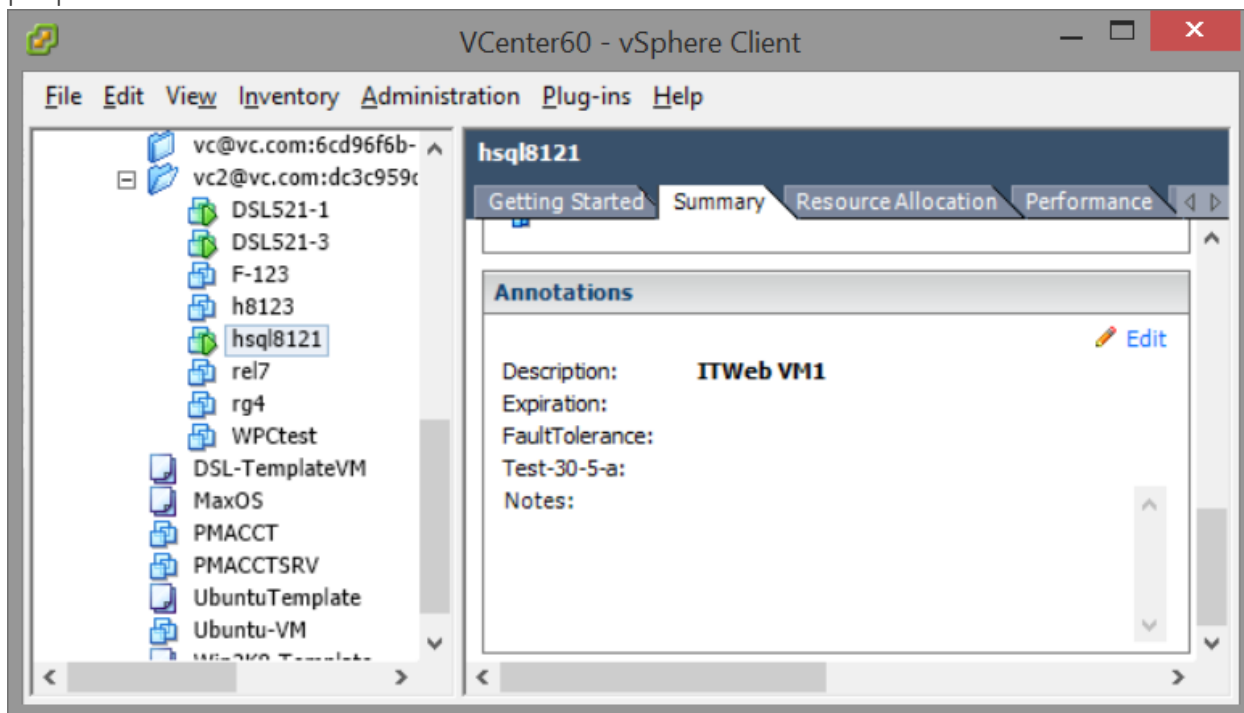 VCenter60 - vSphere Client
File Edit View Inventory Administration Plug-ins Help
vc@vc.com:6cd96f6b-
vc2@vc.com:dc3c959c
DSL521-1
DSL521-3
F-123
h8123
hsql8121
rel7
rg4
WPCtest
DSL-TemplateVM
MaxOS
PMACCT
PMACCTSRV
UbuntuTemplate
Ubuntu-VM
hsql8121
Getting Started Summary Resource Allocation Performance
Annotations
Edit
Description: ITWeb VM1
Expiration:
FaultTolerance:
Test-30-5-a:
Notes: